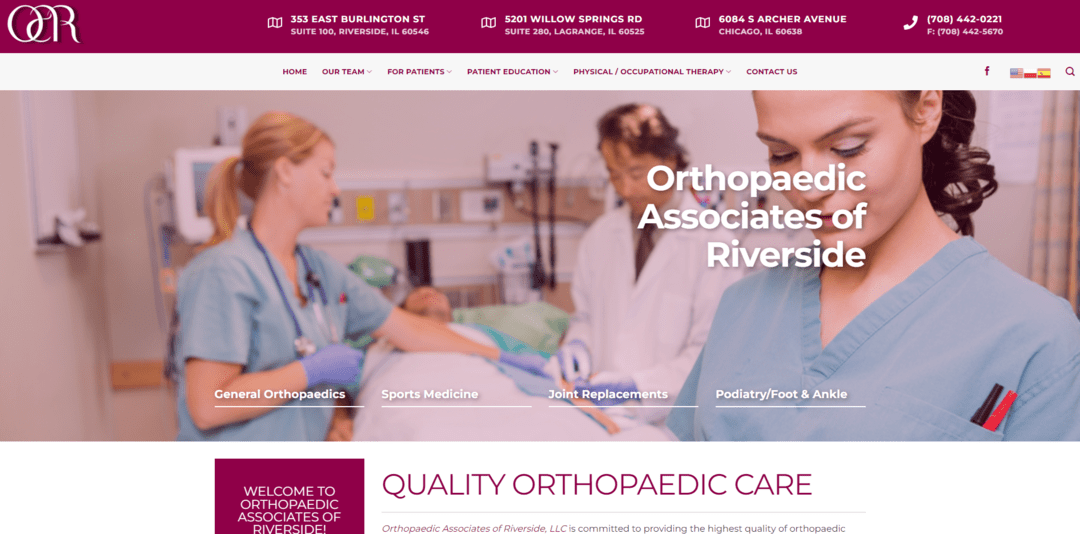 OCR
353 EAST BURLINGTON ST
SUITE 100, RIVERSIDE, IL 60546
5201 WILLOW SPRINGS RD
SUITE 280, LAGRANGE, IL 60525
6084 S ARCHER AVENUE
CHICAGO, IL 60638
(708) 442-0221
F: (708) 442-5670
HOME OUR TEAM FOR PATIENTS PATIENT EDUCATION PHYSICAL / OCCUPATIONAL THERAPY CONTACT US
Orthopaedic
Associates of
Riverside
General Orthopaedics Sports Medicine Joint Replacements Podiatry/Foot & Ankle
WELCOME TO
ORTHOPAEDIC
ASSOCIATES OF
RIVERSIDE!
QUALITY ORTHOPAEDIC CARE
Orthopaedic Associates of Riverside, LLC is committed to providing the highest quality of orthopaedic